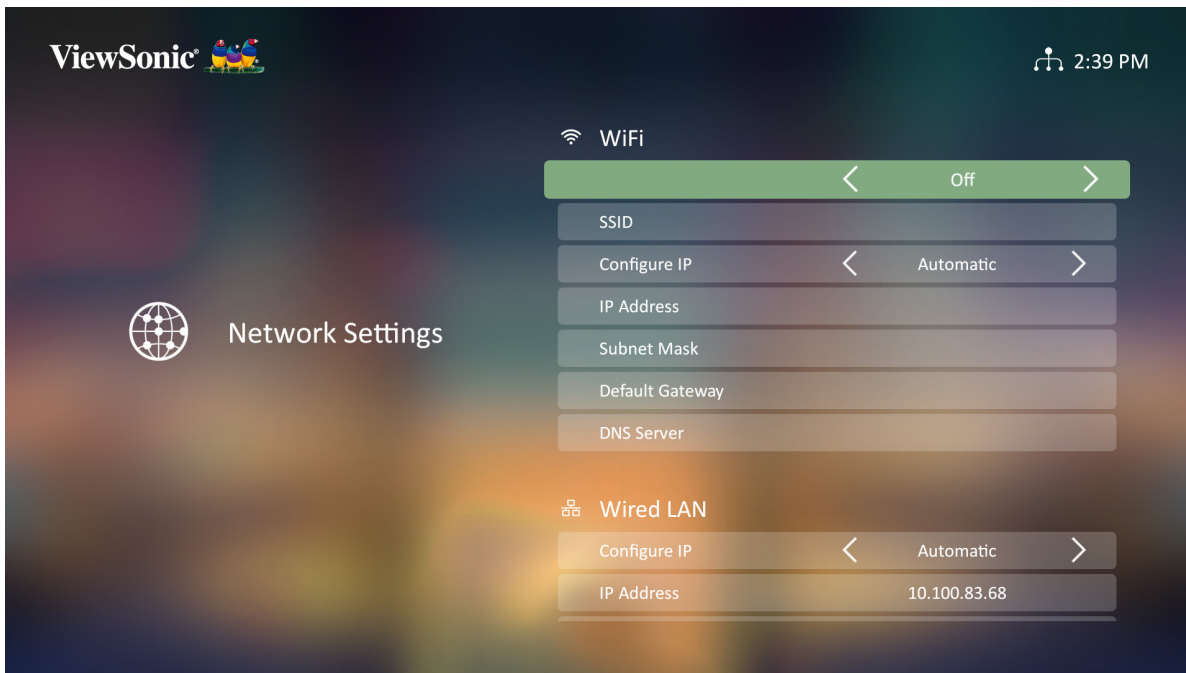 ViewSonic®
2:39 PM
WiFi
Off
SSID
Configure IP Automatic
IP Address
Subnet Mask
Default Gateway
DNS Server
Network Settings
Wired LAN
Configure IP Automatic
IP Address 10.100.83.68